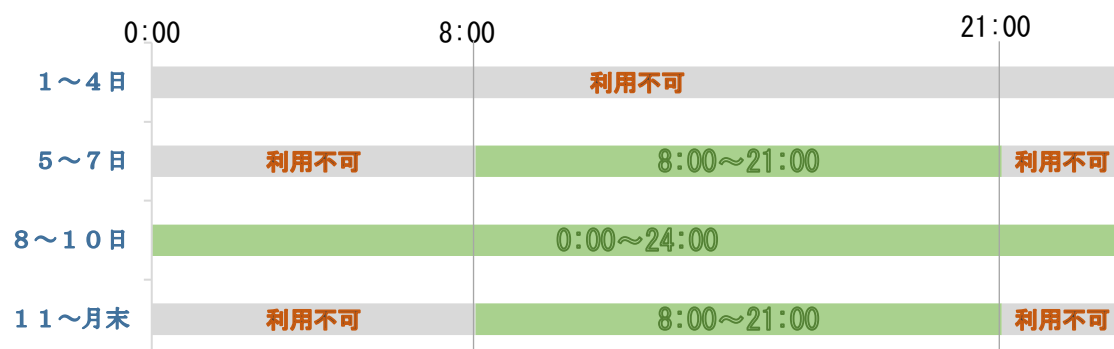 0:00 8:00 21:00
1～4日 利用不可
5～7日 利用不可 8:00～21:00 利用不可
8～10日 0:00～24:00
11～月末 利用不可 8:00～21:00 利用不可